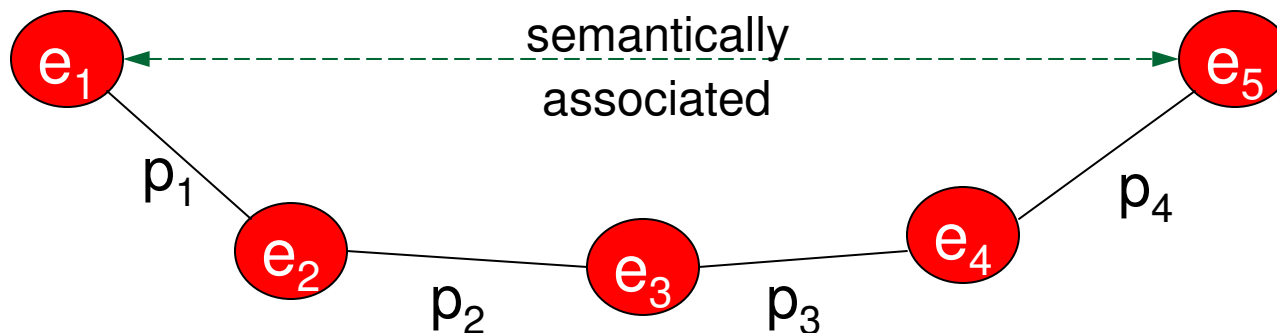 semantically
associated
e₁
e₅
p₁
p₄
e₂
e₃
e₄
p₂
p₃